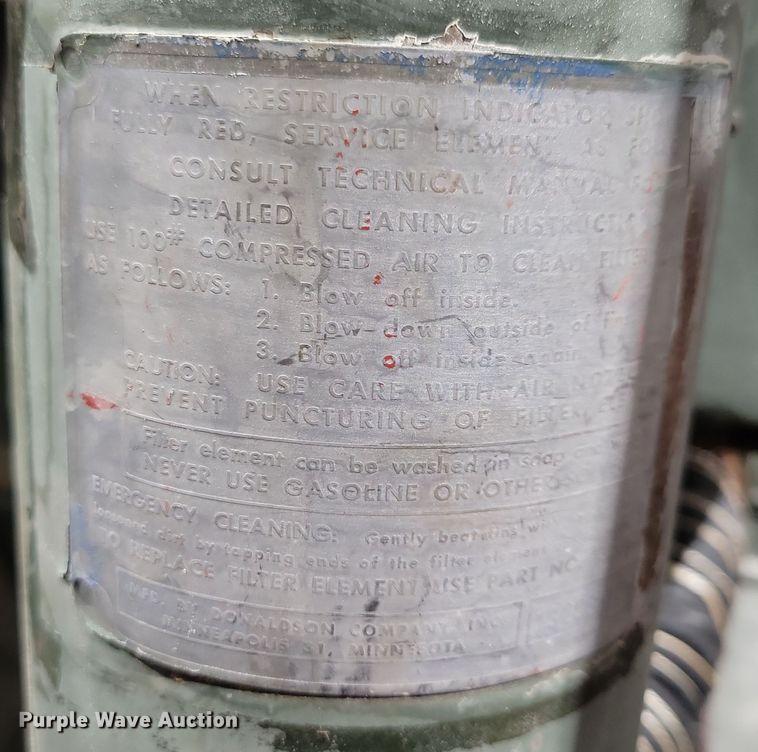 WHEN RESTRICTION INDICATOR SH
FULLY RED, SERVICE ELEMENT AS FO
CONSULT TECHNICAL MANUAL FO
DETAILED CLEANING INSTRUCTI
USE 100# COMPRESSED AIR TO CLEAN FILTER
AS FOLLOWS: 1. Blow off inside.
2. Blow-down outside of
3. Blow off inside again
CAUTION: USE CARE WITH AIR
PREVENT PUNCTURING OF FILTER
Filter element can be washed in soap and
NEVER USE GASOLINE OR OTHER
EMERGENCY CLEANING: Gently
dirt by tapping ends of the filter element
TO REPLACE FILTER ELEMENT USE PART NO.
MFD. BY DONALDSON COMPANY, INC.
MINNEAPOLIS 1, MINNESOTA
Purple Wave Auction